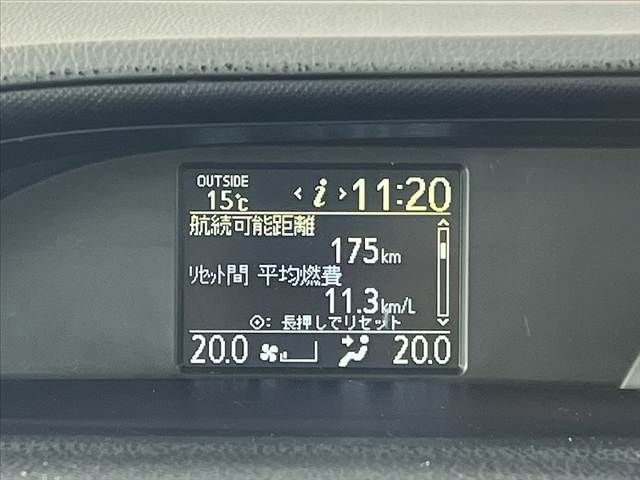 OUTSIDE
15℃ < i > 11:20
航続可能距離
175km
リセット間 平均燃費
11.3km/L
: 長押しでリセット
20.0 20.0